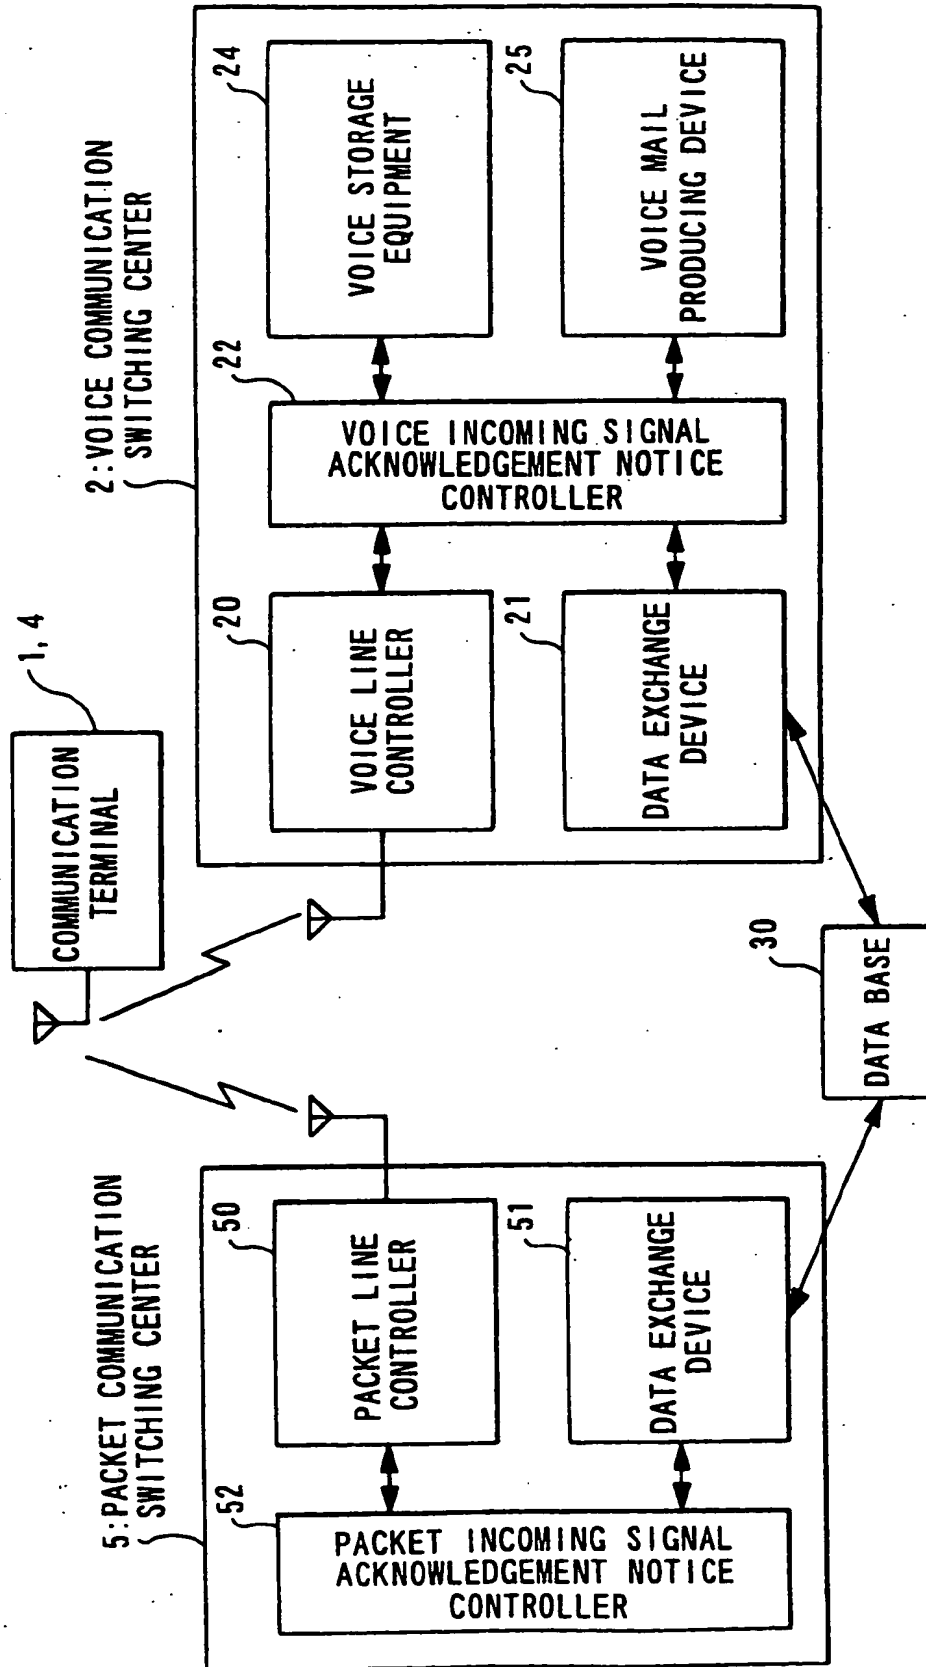 1, 4
COMMUNICATION
TERMINAL
5:PACKET COMMUNICATION
SWITCHING CENTER
2:VOICE COMMUNICATION
SWITCHING CENTER
52
PACKET INCOMING SIGNAL
ACKNOWLEDGEMENT NOTICE
CONTROLLER
50
PACKET LINE
CONTROLLER
51
DATA EXCHANGE
DEVICE
20
VOICE LINE
CONTROLLER
21
DATA EXCHANGE
DEVICE
22
VOICE INCOMING SIGNAL
ACKNOWLEDGEMENT NOTICE
CONTROLLER
24
VOICE STORAGE
EQUIPMENT
25
VOICE MAIL
PRODUCING DEVICE
30
DATA BASE